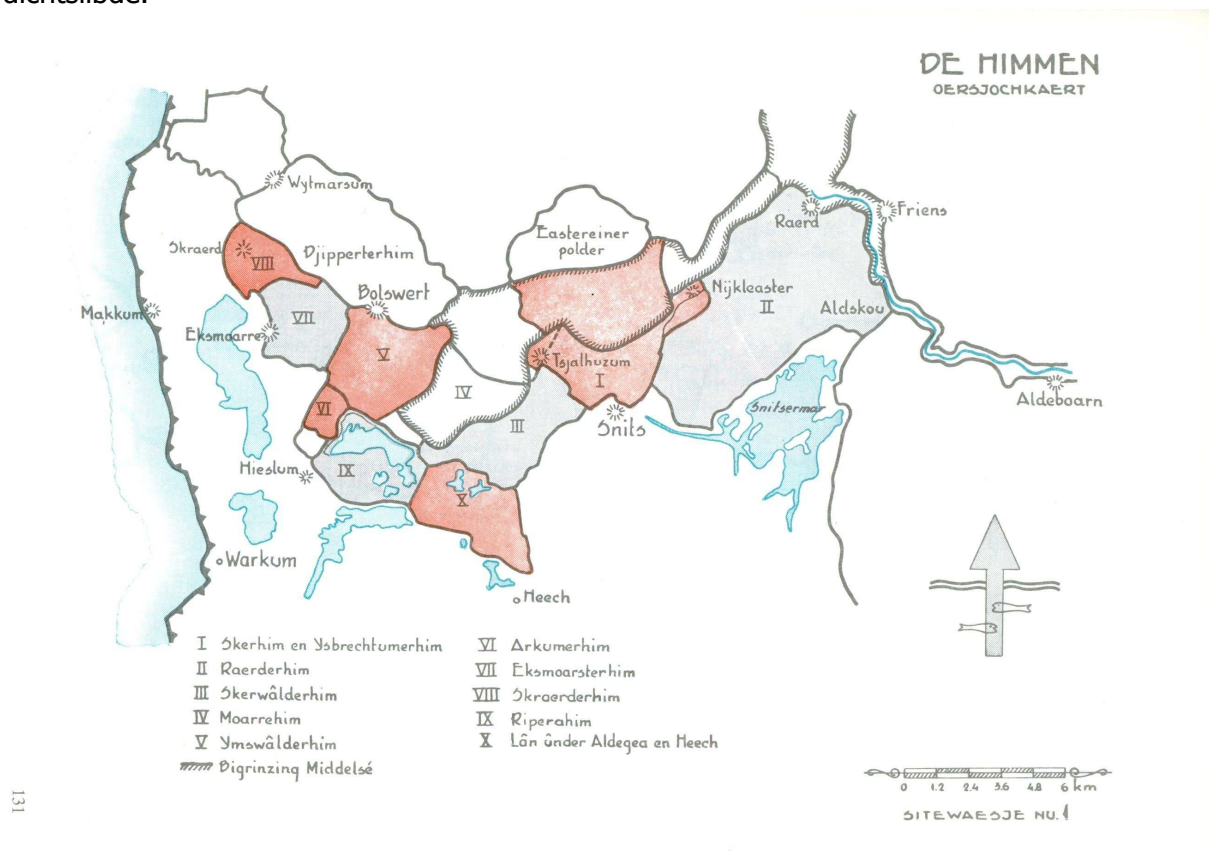 DE HIMMEN
OERSJOCHKAERT
Wytmarsum
Skraerd
VIII
Djipperterhim
Eastereiner
polder
Raerd
Friens
Makkum
Eksmoarre
VII
Bolswert
Nijkleaster
II
Aldskou
V
IV
Tsjalhuzum
I
Aldeboarn
VI
III
Snits
Snitsermar
Hieslum
IX
X
Warkum
Heech
I Skerhim en Ysbrechtumerhim
II Raerderhim
III Skerwâlderhim
IV Moarrehim
V Ymswâlderhim
Bigrinzing Middelsé
VI Arkumerhim
VII Eksmoarsterhim
VIII Skraerderhim
IX Riperahim
X Lân ûnder Aldegea en Heech
0 1.2 2.4 3.6 4.8 6 km
SITEWAESJE NU. 1
131